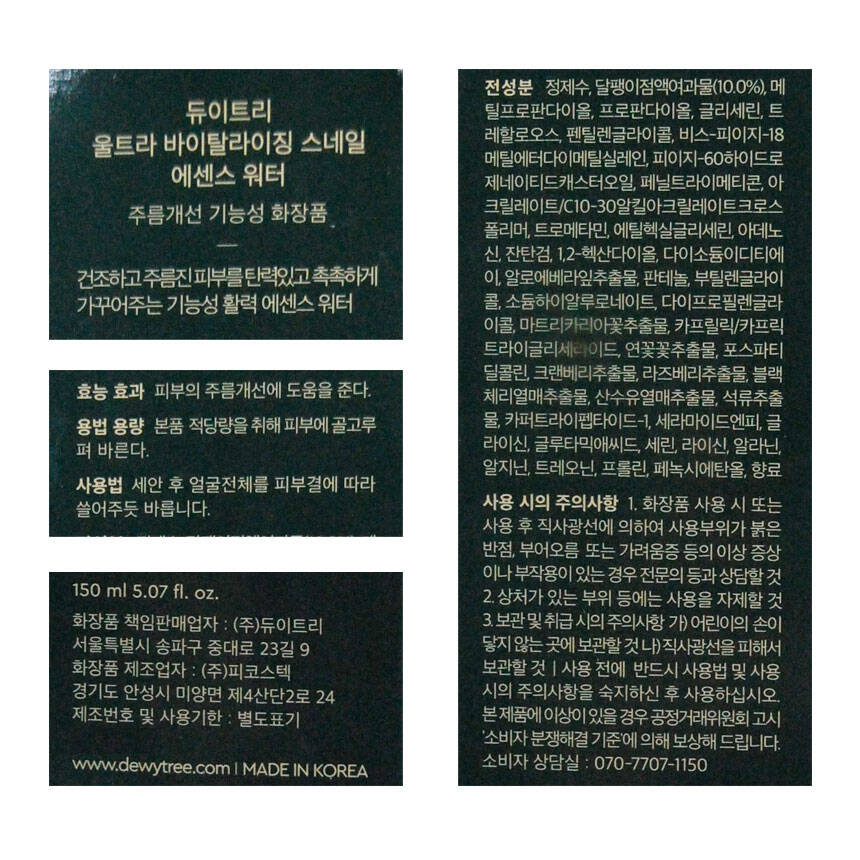 듀이트리
울트라 바이탈라이징 스네일
에센스 워터
주름개선 기능성 화장품
건조하고 주름진 피부를 탄력있고 촉촉하게
가꾸어주는 기능성 활력 에센스 워터
효능 효과 피부의 주름개선에 도움을 준다.
용법 용량 본품 적당량을 취해 피부에 골고루
펴 바른다.
사용법 세안 후 얼굴전체를 피부결에 따라
쓸어주듯 바릅니다.
150 ml 5.07 fl. oz.
화장품 책임판매업자 : (주)듀이트리
서울특별시 송파구 중대로 23길 9
화장품 제조업자 : (주)피코스텍
경기도 안성시 미양면 제4산단2로 24
제조번호 및 사용기한 : 별도표기
www.dewytree.com | MADE IN KOREA
전성분 정제수, 달팽이점액여과물(10.0%), 메
틸프로판다이올, 프로판다이올, 글리세린, 트
레할로오스, 펜틸렌글라이콜, 비스-피이지-18
메틸에터다이메틸실레인, 피이지-60하이드로
제네이티드캐스터오일, 페닐트라이메티콘, 아
크릴레이트/C10-30알킬아크릴레이트크로스
폴리머, 트로메타민, 에틸헥실글리세린, 아데노
신, 잔탄검, 1,2-헥산다이올, 다이소듐이디티에
이, 알로에베라잎추출물, 판테놀, 부틸렌글라이
콜, 소듐하이알루로네이트, 다이프로필렌글라
이콜, 마트리카리아꽃추출물, 카프릴릭/카프릭
트라이글리세라이드, 연꽃꽃추출물, 포스파티
딜콜린, 크랜베리추출물, 라즈베리추출물, 블랙
체리열매추출물, 산수유열매추출물, 석류추출
물, 카퍼트라이펩타이드-1, 세라마이드엔피, 글
라이신, 글루타믹애씨드, 세린, 라이신, 알라닌,
알지닌, 트레오닌, 프롤린, 페녹시에탄올, 향료
사용 시의 주의사항 1. 화장품 사용 시 또는
사용 후 직사광선에 의하여 사용부위가 붉은
반점, 부어오름 또는 가려움증 등의 이상 증상
이나 부작용이 있는 경우 전문의 등과 상담할 것
2. 상처가 있는 부위 등에는 사용을 자제할 것
3. 보관 및 취급 시의 주의사항 가) 어린이의 손이
닿지 않는 곳에 보관할 것 나) 직사광선을 피해서
보관할 것 | 사용 전에 반드시 사용법 및 사용
시의 주의사항을 숙지하신 후 사용하십시오.
본 제품에 이상이 있을 경우 공정거래위원회 고시
'소비자 분쟁해결 기준'에 의해 보상해 드립니다.
소비자 상담실 : 070-7707-1150